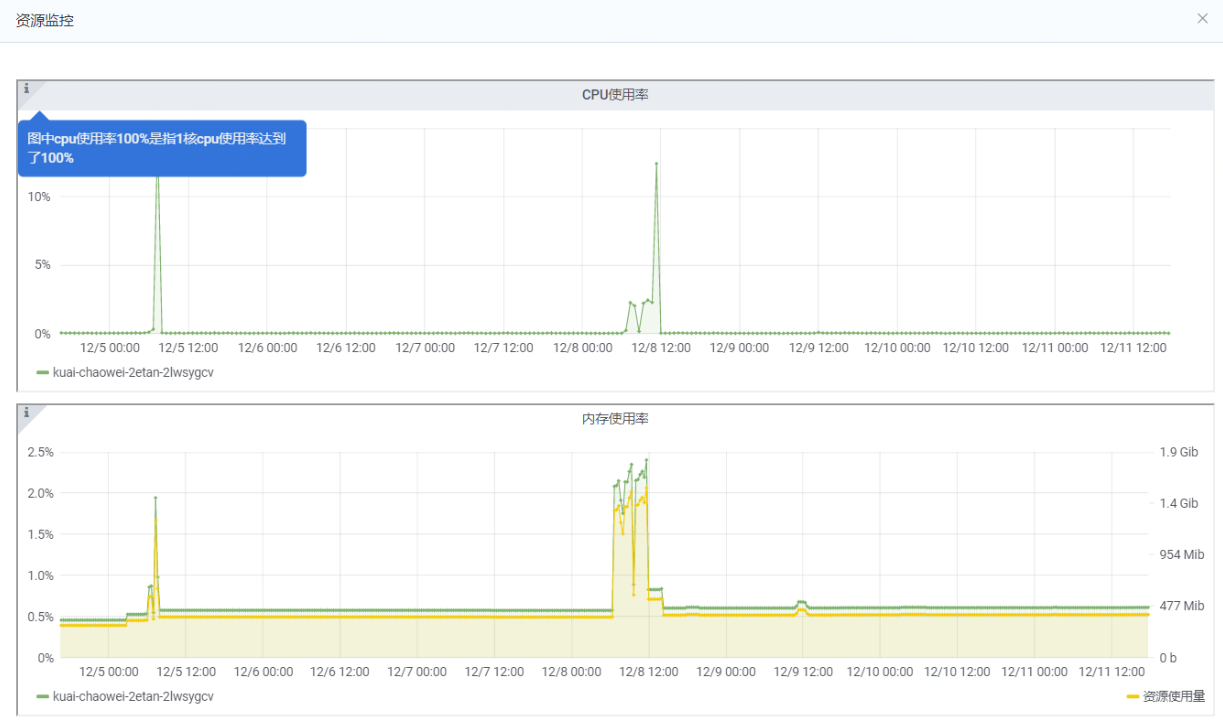 资源监控
CPU使用率
图中cpu使用率100%是指1核cpu使用率达到
了100%
10%
5%
0%
12/5 00:00 12/5 12:00 12/6 00:00 12/6 12:00 12/7 00:00 12/7 12:00 12/8 00:00 12/8 12:00 12/9 00:00 12/9 12:00 12/10 00:00 12/10 12:00 12/11 00:00 12/11 12:00
kuai-chaowei-2etan-2lwsygcv
内存使用率
2.5% 1.9 Gib
2.0% 1.4 Gib
1.5%
954 Mib
1.0%
0.5% 477 Mib
0% 0 b
12/5 00:00 12/5 12:00 12/6 00:00 12/6 12:00 12/7 00:00 12/7 12:00 12/8 00:00 12/8 12:00 12/9 00:00 12/9 12:00 12/10 00:00 12/10 12:00 12/11 00:00 12/11 12:00
kuai-chaowei-2etan-2lwsygcv 资源使用量